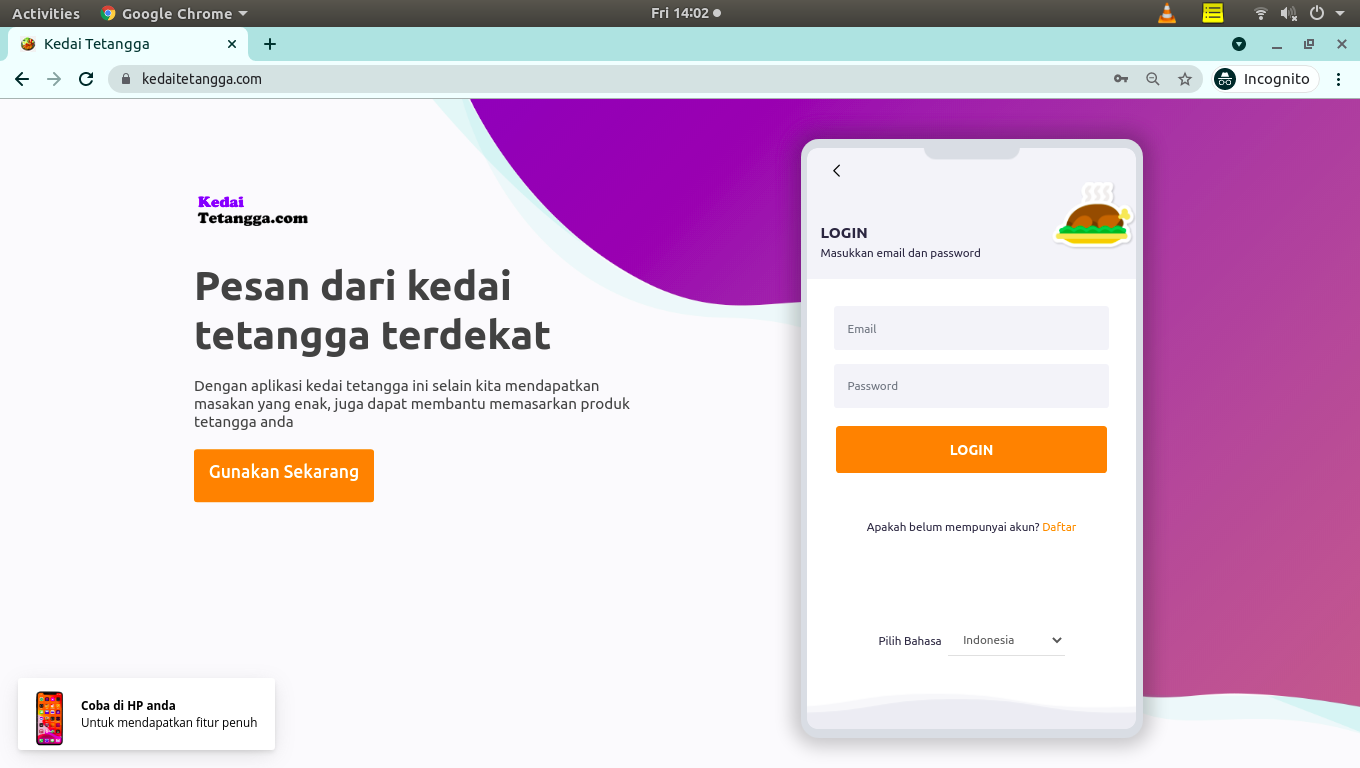 Activities
Google Chrome
Fri 14:02
Kedai Tetangga
kedaitetangga.com
Incognito
Kedai
Tetangga.com
Pesan dari kedai
tetangga terdekat
Dengan aplikasi kedai tetangga ini selain kita mendapatkan
masakan yang enak, juga dapat membantu memasarkan produk
tetangga anda
Gunakan Sekarang
Coba di HP anda
Untuk mendapatkan fitur penuh
LOGIN
Masukkan email dan password
Email
Password
LOGIN
Apakah belum mempunyai akun? Daftar
Pilih Bahasa Indonesia